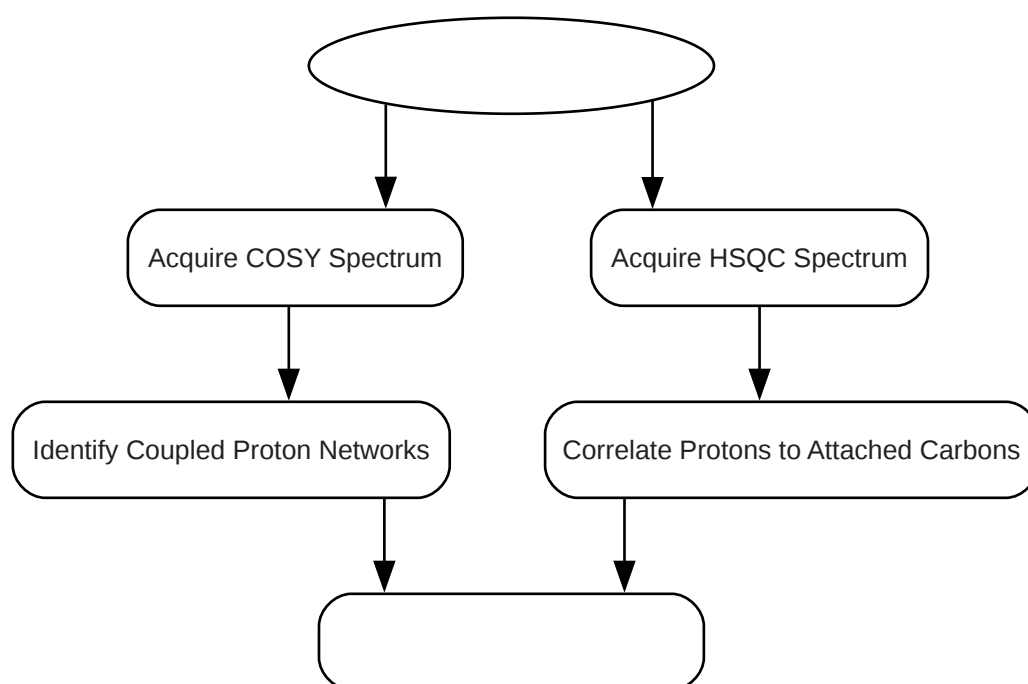 Acquire COSY Spectrum
Acquire HSQC Spectrum
Identify Coupled Proton Networks
Correlate Protons to Attached Carbons